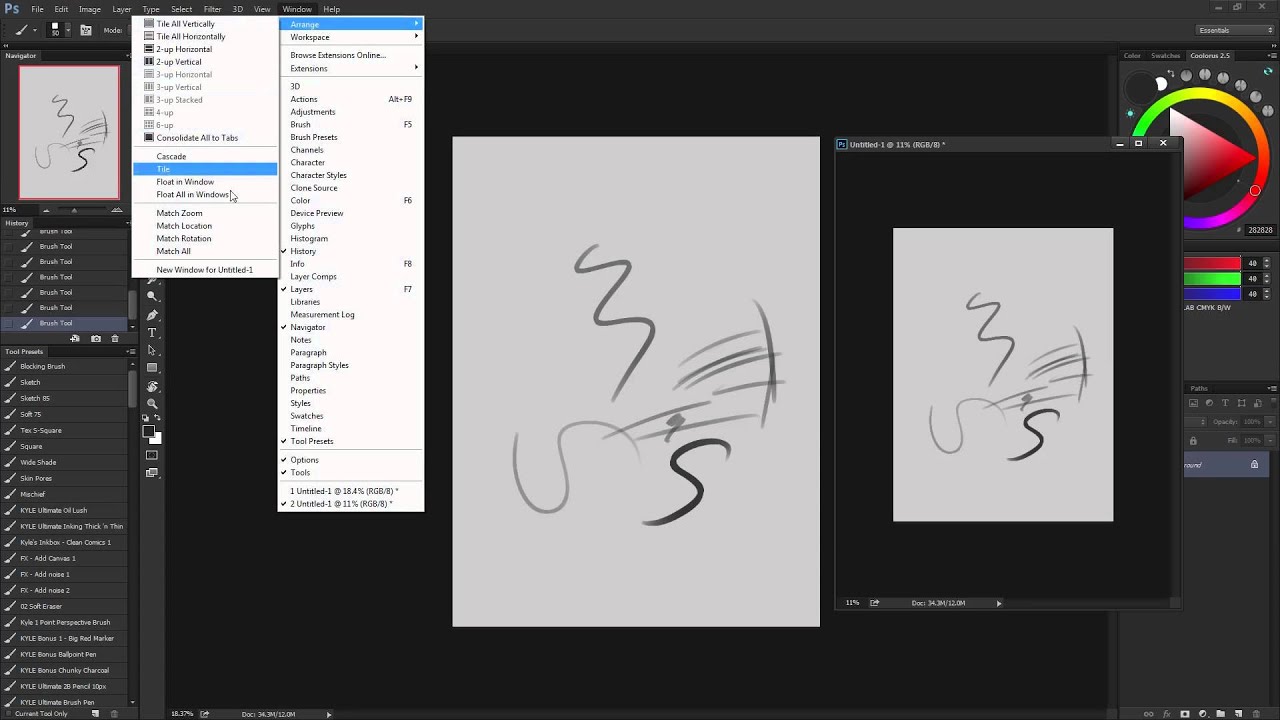 Ps File Edit Image Layer Type Select Filter 3D View Window Help
50 Mode:
Essentials
Navigator
11%
History
Brush Tool
Brush Tool
Brush Tool
Brush Tool
Brush Tool
Brush Tool
Brush Tool
Tool Presets
Blocking Brush
Sketch
Sketch 85
Soft 75
Tex S-Square
Square
Wide Shade
Skin Pores
Mischief
KYLE Ultimate Oil Lush
KYLE Ultimate Inking Thick 'n Thin
Kyle's Inkbox - Clean Comics 1
FX - Add Canvas 1
FX - Add noise 1
FX - Add noise 2
02 Soft Eraser
Kyle 1 Point Perspective Brush
KYLE Bonus 1 - Big Red Marker
KYLE Bonus Ballpoint Pen
KYLE Bonus Chunky Charcoal
KYLE Ultimate 2B Pencil 10px
KYLE Ultimate Brush Pen
Current Tool Only
Tile All Vertically
Tile All Horizontally
2-up Horizontal
2-up Vertical
3-up Horizontal
3-up Vertical
3-up Stacked
4-up
6-up
Consolidate All to Tabs
Cascade
Tile
Float in Window
Float All in Windows
Match Zoom
Match Location
Match Rotation
Match All
New Window for Untitled-1
Arrange
Workspace
Browse Extensions Online...
Extensions
3D
Actions Alt+F9
Adjustments
Brush F5
Brush Presets
Channels
Character
Character Styles
Clone Source
Color F6
Device Preview
Glyphs
Histogram
History
Info F8
Layer Comps
Layers F7
Libraries
Measurement Log
Navigator
Notes
Paragraph
Paragraph Styles
Paths
Properties
Styles
Swatches
Timeline
Tool Presets
Options
Tools
1 Untitled-1 @ 18.4% (RGB/8) *
2 Untitled-1 @ 11% (RGB/8) *
18.37% Doc: 34.3M/12.0M
Ps Untitled-1 @ 11% (RGB/8) *
11% Doc: 34.3M/12.0M
Color Swatches Colorus 2.5
282828
40
40
40
LAB CMYK B/W
Paths
Opacity: 100%
Fill: 100%
fx